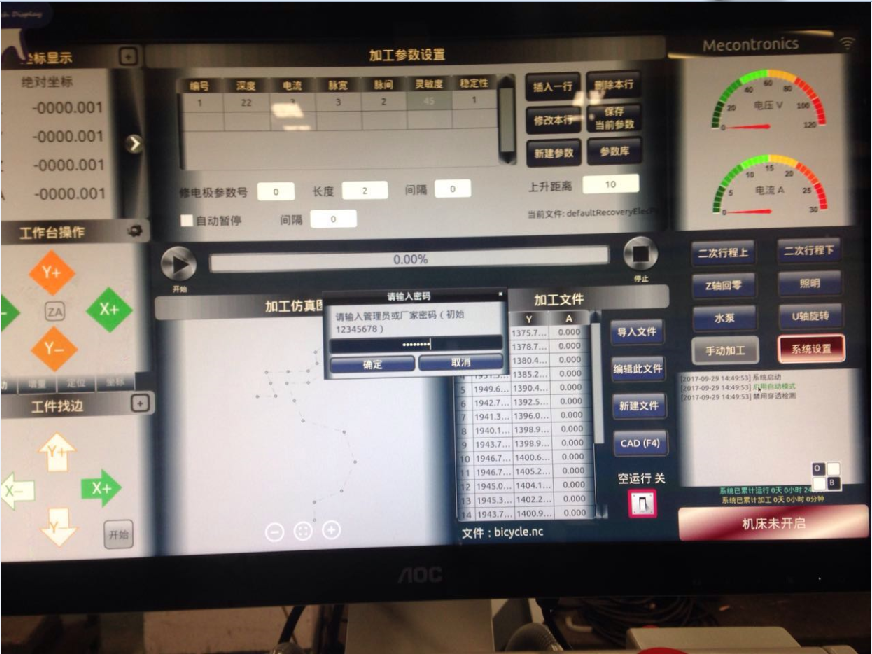 坐标显示
绝对坐标
-0000.001
-0000.001
-0000.001
-0000.001
工作台操作
Y+
ZA
X+
Y-
工件找边
Y+
X-
X+
Y-
开始
加工参数设置
编号 深度 电流 脉宽 脉间 灵敏度 稳定性
1 22 3 2 45 1
插入一行 删除本行
修改本行 保存当前参数
新建参数 参数库
修电极参数号 0 长度 2 间隔 0 上升距离 10
自动暂停 间隔 0
当前文件: defaultRecoveryElec
开始
0.00%
停止
加工仿真图
请输入密码
请输入管理员或厂家密码（初始
12345678）
•••••••
确定 取消
加工文件
Y A
1375.7... 0.000
1378.7... 0.000
1380.4... 0.000
1385.2... 0.000
5 1949.6... 1390.4... 0.000
6 1942.7... 1392.5... 0.000
7 1941.3... 1396.0... 0.000
8 1940.1... 1398.9... 0.000
9 1943.7... 1398.9... 0.000
10 1946.7... 1400.6... 0.000
11 1946.7... 1405.2... 0.000
12 1945.0... 1404.1... 0.000
13 1945.3... 1402.2... 0.000
14 1943.7... 1400.9... 0.000
文件：bicycle.nc
导入文件
编辑此文件
新建文件
CAD (F4)
空运行 关
Mecontronics
20 40 60 80 100 120
电压 V
5 10 15 20 25 30
电流 A
二次行程上 二次行程下
Z轴回零 照明
水泵 U轴旋转
手动加工 系统设置
[2017-09-29 14:49:53] 系统启动
[2017-09-29 14:49:53] 启用自动模式
[2017-09-29 14:49:53] 禁用穿透检测
D
B
系统已累计运行0天 0小时 2
系统已累计加工 0天 0小时 0分钟
机床未开启
AOC